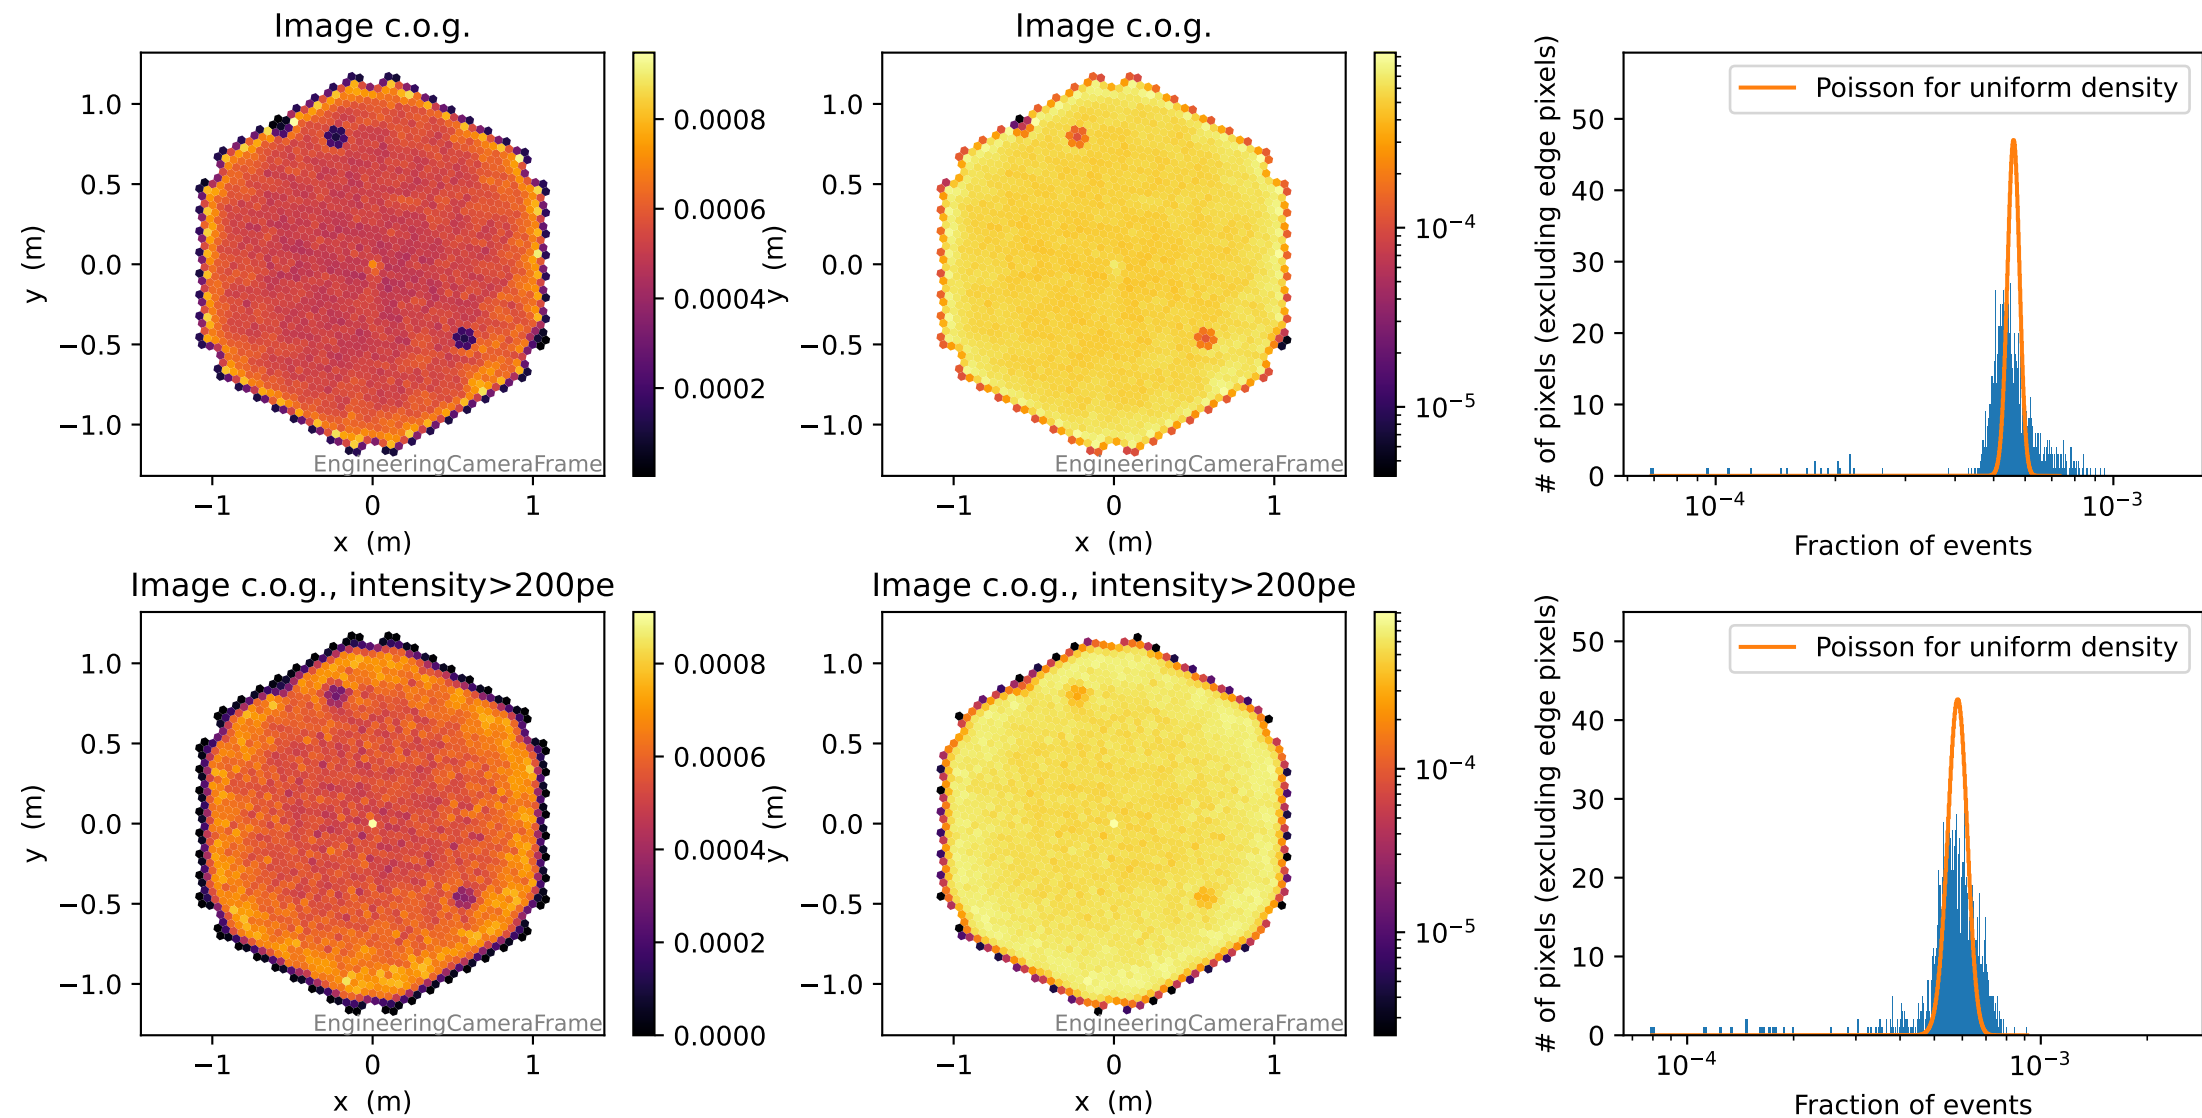 Image c.o.g.
y (m)
1.0
0.5
0.0
−0.5
−1.0
EngineeringCameraFrame
−1 0 1
x (m)
0.0008
0.0006
0.0004
0.0002
Image c.o.g.
y (m)
1.0
0.5
0.0
−0.5
−1.0
EngineeringCameraFrame
−1 0 1
x (m)
10⁻⁴
10⁻⁵
# of pixels (excluding edge pixels)
50
40
30
20
10
0
Poisson for uniform density
10⁻⁴ 10⁻³
Fraction of events
Image c.o.g., intensity>200pe
y (m)
1.0
0.5
0.0
−0.5
−1.0
EngineeringCameraFrame
−1 0 1
x (m)
0.0008
0.0006
0.0004
0.0002
0.0000
Image c.o.g., intensity>200pe
y (m)
1.0
0.5
0.0
−0.5
−1.0
EngineeringCameraFrame
−1 0 1
x (m)
10⁻⁴
10⁻⁵
# of pixels (excluding edge pixels)
50
40
30
20
10
0
Poisson for uniform density
10⁻⁴ 10⁻³
Fraction of events